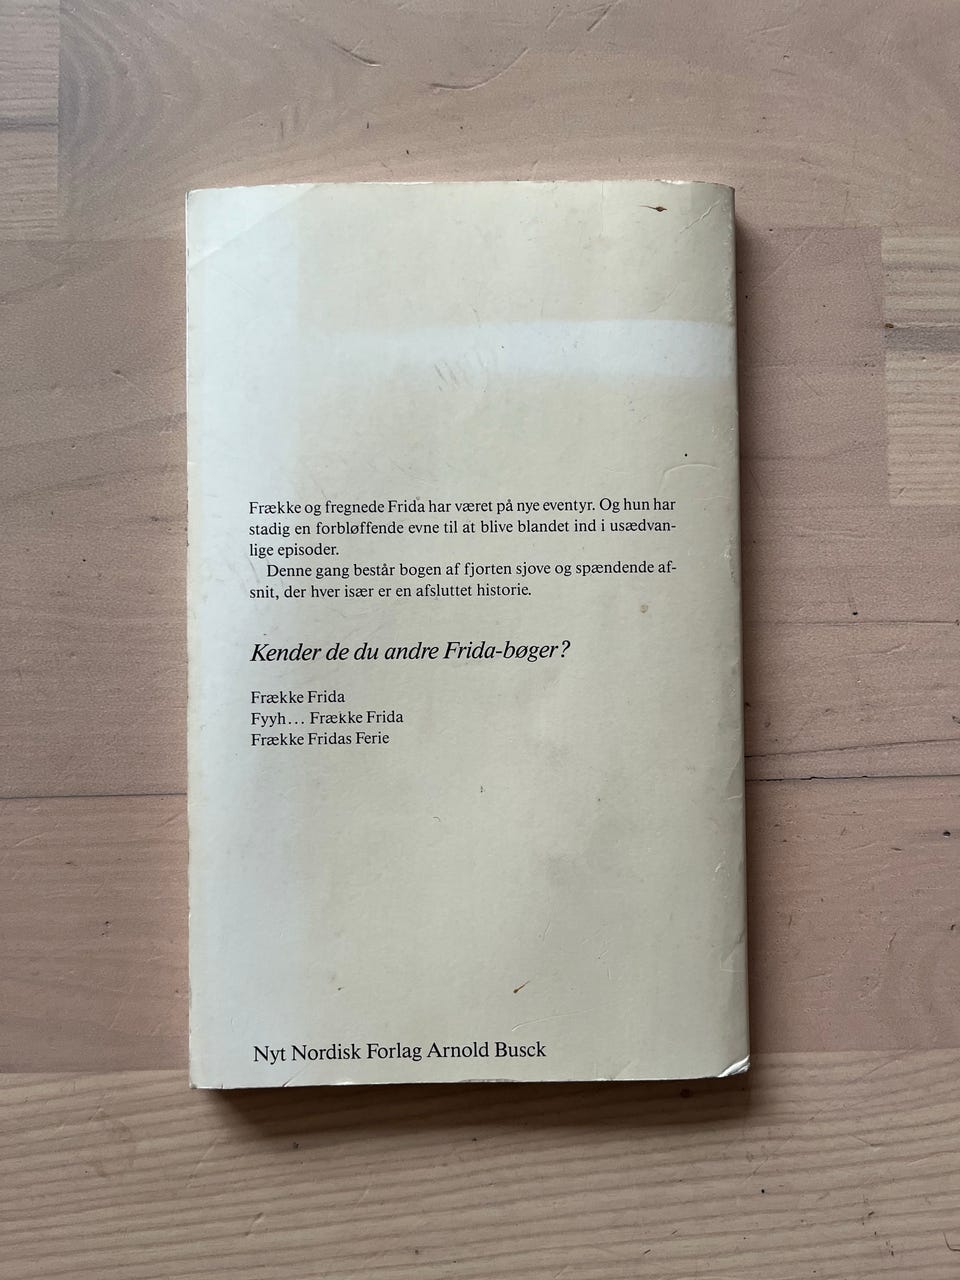 Frække og fregnede Frida har været på nye eventyr. Og hun har
stadig en forbløffende evne til at blive blandet ind i usædvan-
lige episoder.
Denne gang består bogen af fjorten sjove og spændende af-
snit, der hver især er en afsluttet historie.
Kender de du andre Frida-bøger?
Frække Frida
Fyyh... Frække Frida
Frække Fridas Ferie
Nyt Nordisk Forlag Arnold Busck